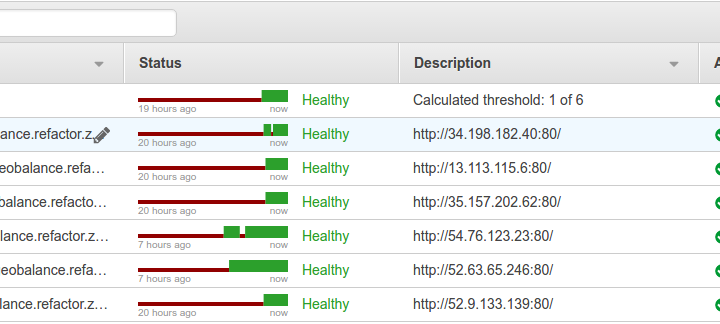 Status Description A
Healthy Calculated threshold: 1 of 6
19 hours ago now
ance.refactor.z… Healthy http://34.198.182.40:80/
20 hours ago now
eobalance.refa… Healthy http://13.113.115.6:80/
20 hours ago now
balance.refacto… Healthy http://35.157.202.62:80/
20 hours ago now
lance.refactor.z… Healthy http://54.76.123.23:80/
7 hours ago now
eobalance.refa… Healthy http://52.63.65.246:80/
7 hours ago now
lance.refactor.z… Healthy http://52.9.133.139:80/
20 hours ago now